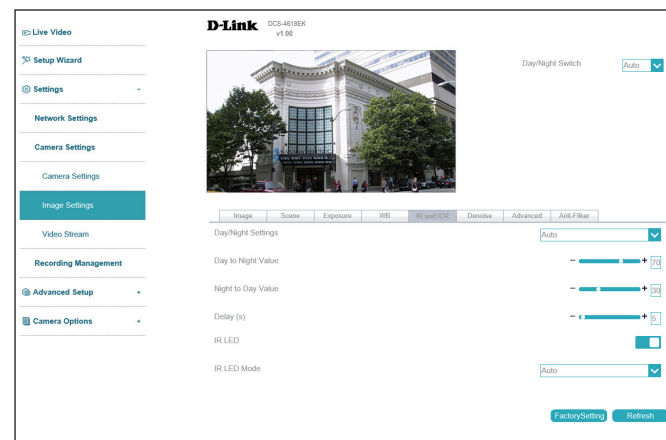 D-Link DCS-4618EK
v1.00
Live Video
Setup Wizard
Settings -
Network Settings
Camera Settings
Camera Settings
Image Settings
Video Stream
Recording Management
Advanced Setup +
Camera Options +
Day/Night Switch Auto
Image Scene Exposure WB IR and ICR Denoise Advanced Anti-Fliker
Day/Night Settings Auto
Day to Night Value - + 70
Night to Day Value - + 30
Delay (s) - + 5
IR LED
IR LED Mode Auto
FactorySetting Refresh